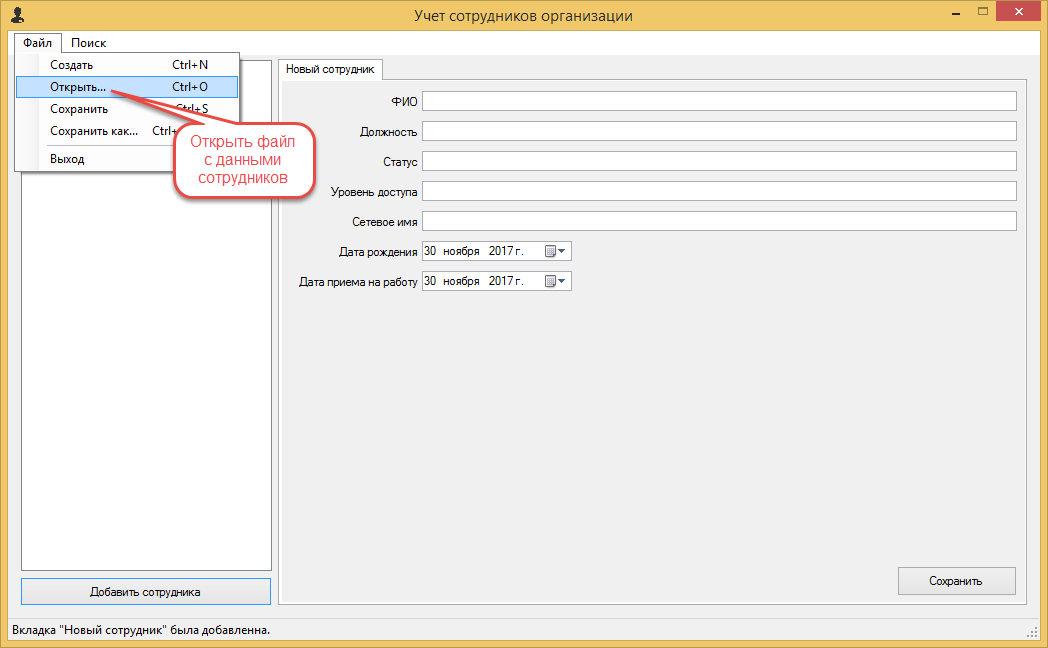 Учет сотрудников организации
Файл Поиск
Создать Ctrl+N
Открыть... Ctrl+O
Сохранить Ctrl+S
Сохранить как... Ctrl+
Выход
Открыть файл
с данными
сотрудников
Новый сотрудник
ФИО
Должность
Статус
Уровень доступа
Сетевое имя
Дата рождения 30 ноября 2017 г.
Дата приема на работу 30 ноября 2017 г.
Сохранить
Добавить сотрудника
Вкладка "Новый сотрудник" была добавленна.